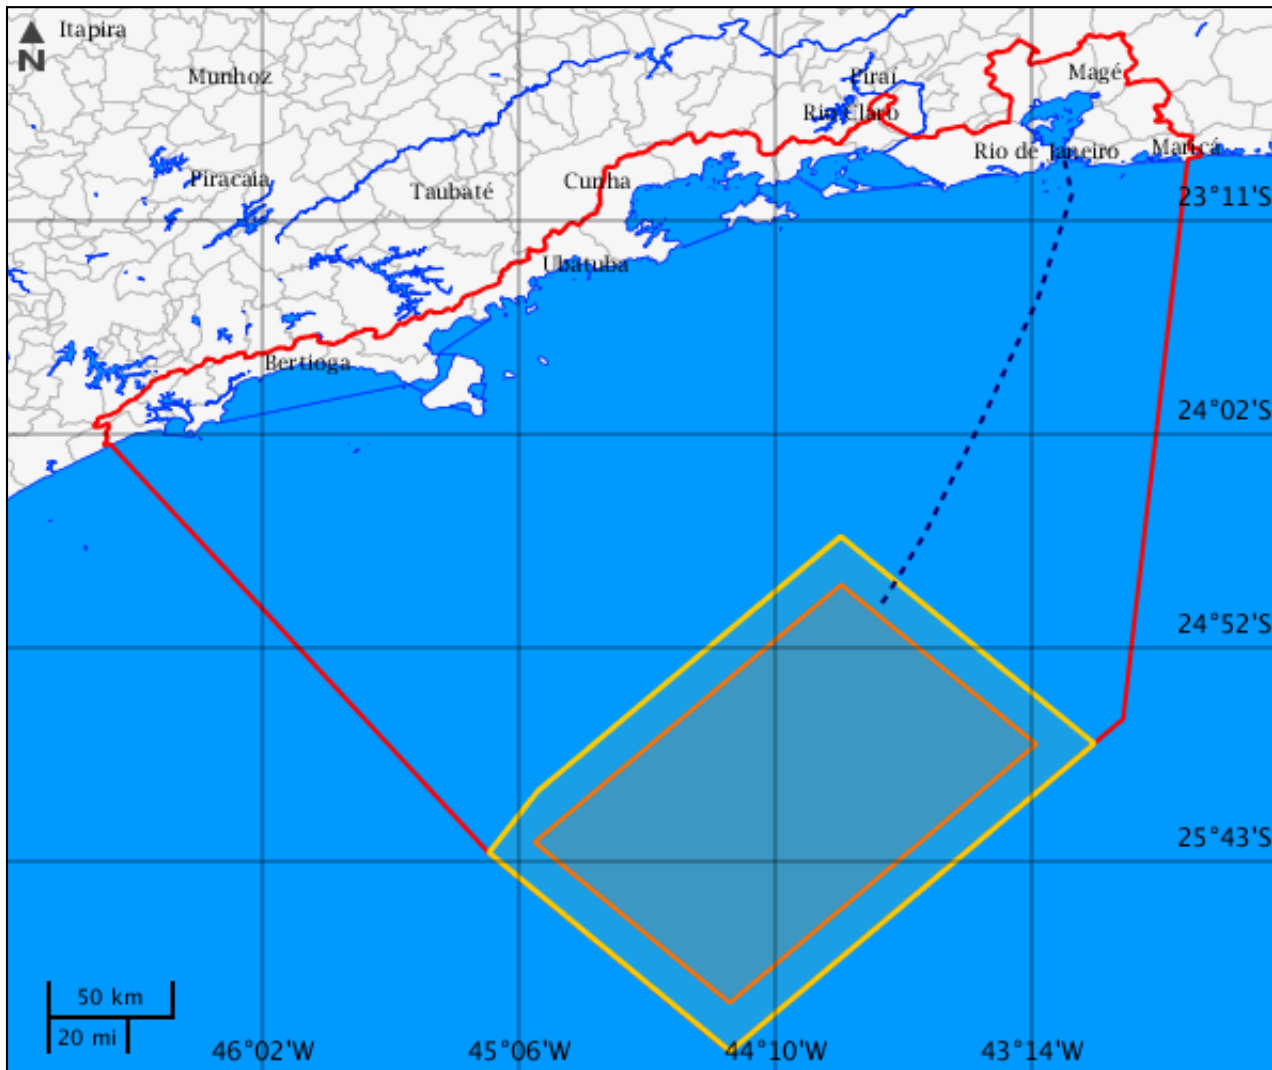 Itapira
N
Munhoz
Piraí
Magé
Rio Claro
Rio de Janeiro
Maricá
Piracaia
Taubaté
Cunha
23°11'S
Ubatuba
Bertioga
24°02'S
24°52'S
25°43'S
50 km
20 mi
46°02'W
45°06'W
44°10'W
43°14'W